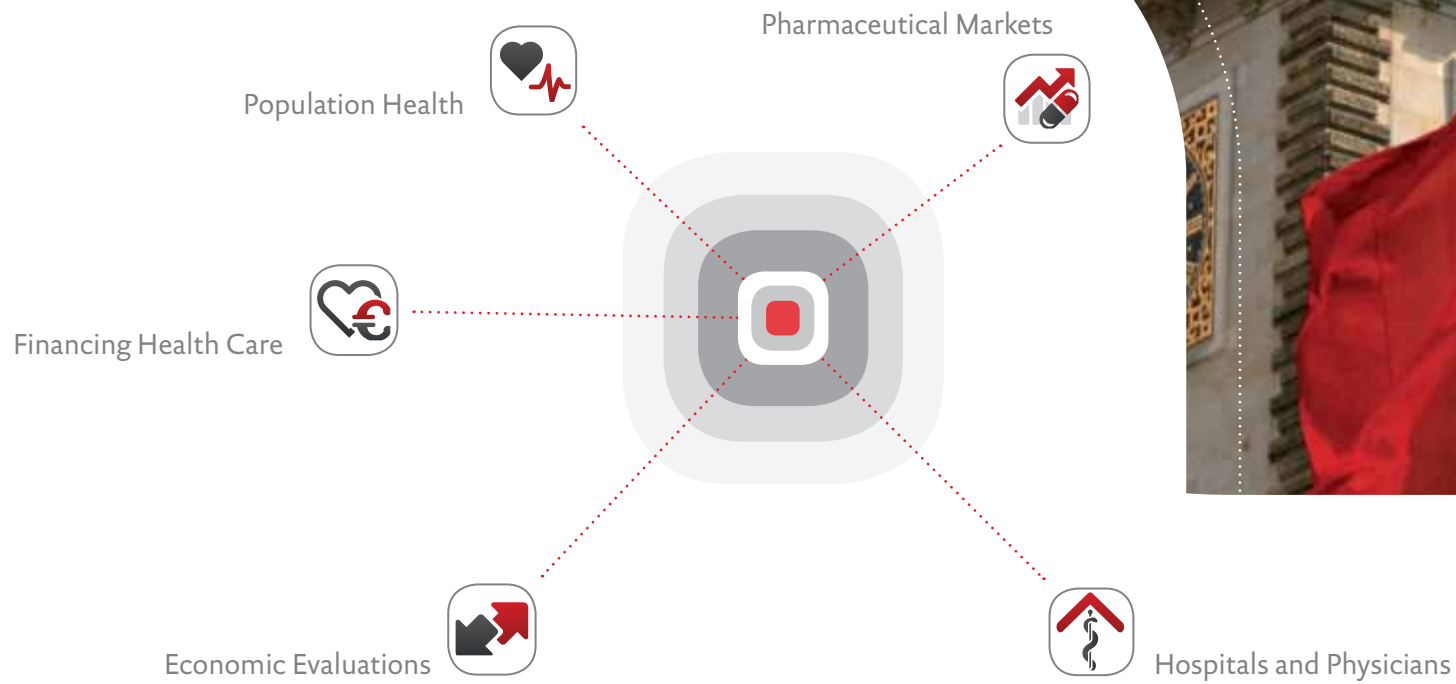 Pharmaceutical Markets
Population Health
Financing Health Care
Economic Evaluations
Hospitals and Physicians